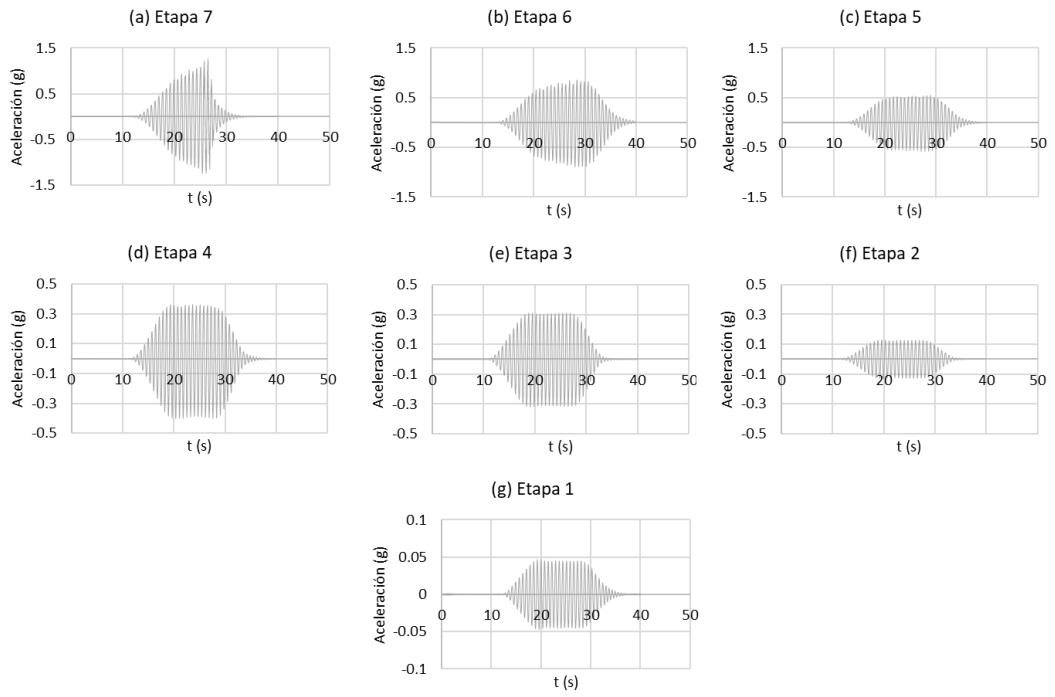 (a) Etapa 7
Aceleración (g)
1.5
0.5
-0.5
-1.5
0 10 20 30 40 50
t (s)
(b) Etapa 6
Aceleración (g)
1.5
0.5
-0.5
-1.5
0 10 20 30 40 50
t (s)
(c) Etapa 5
Aceleración (g)
1.5
0.5
-0.5
-1.5
0 10 20 30 40 50
t (s)
(d) Etapa 4
Aceleración (g)
0.5
0.3
0.1
-0.1
-0.3
-0.5
0 10 20 30 40 50
t (s)
(e) Etapa 3
Aceleración (g)
0.5
0.3
0.1
-0.1
-0.3
-0.5
0 10 20 30 40 50
t (s)
(f) Etapa 2
Aceleración (g)
0.5
0.3
0.1
-0.1
-0.3
-0.5
0 10 20 30 40 50
t (s)
(g) Etapa 1
Aceleración (g)
0.1
0.05
0
-0.05
-0.1
0 10 20 30 40 50
t (s)